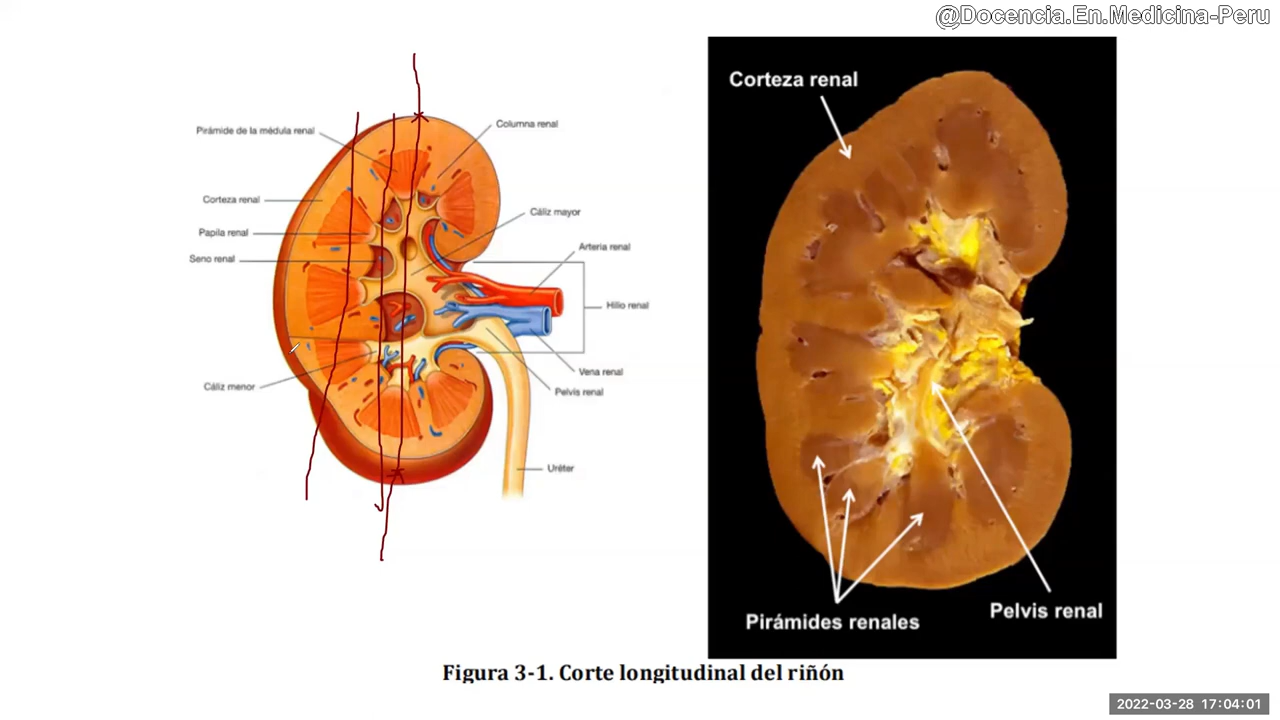 @Docencia.En.Medicina-Peru
Pirámide de la médula renal
Columna renal
Corteza renal
Papila renal
Seno renal
Cáliz mayor
Arteria renal
Hilio renal
Cáliz menor
Vena renal
Pelvis renal
Uréter
Corteza renal
Pirámides renales
Pelvis renal
Figura 3-1. Corte longitudinal del riñón
2022-03-28 17:04:01